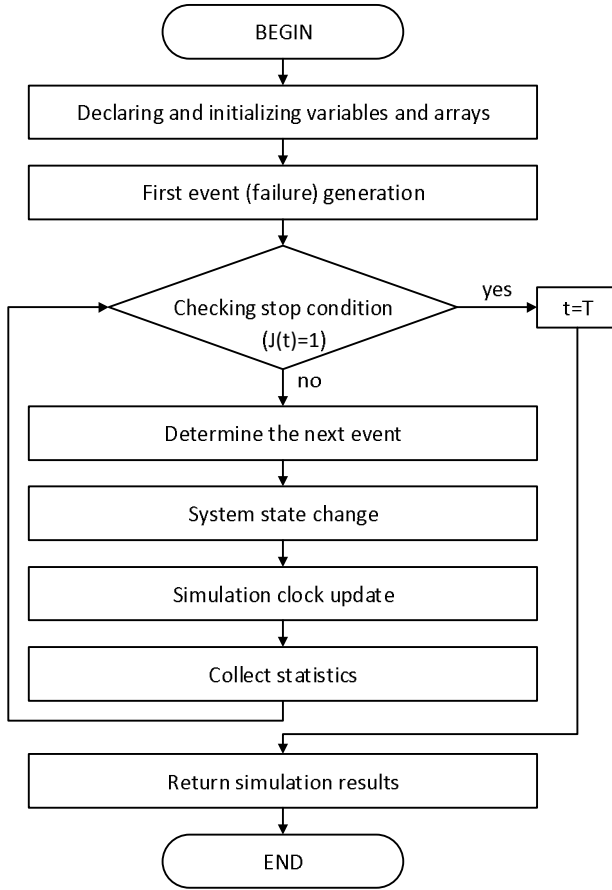 BEGIN
Declaring and initializing variables and arrays
First event (failure) generation
Checking stop condition
(J(t)=1)
yes
t=T
no
Determine the next event
System state change
Simulation clock update
Collect statistics
Return simulation results
END